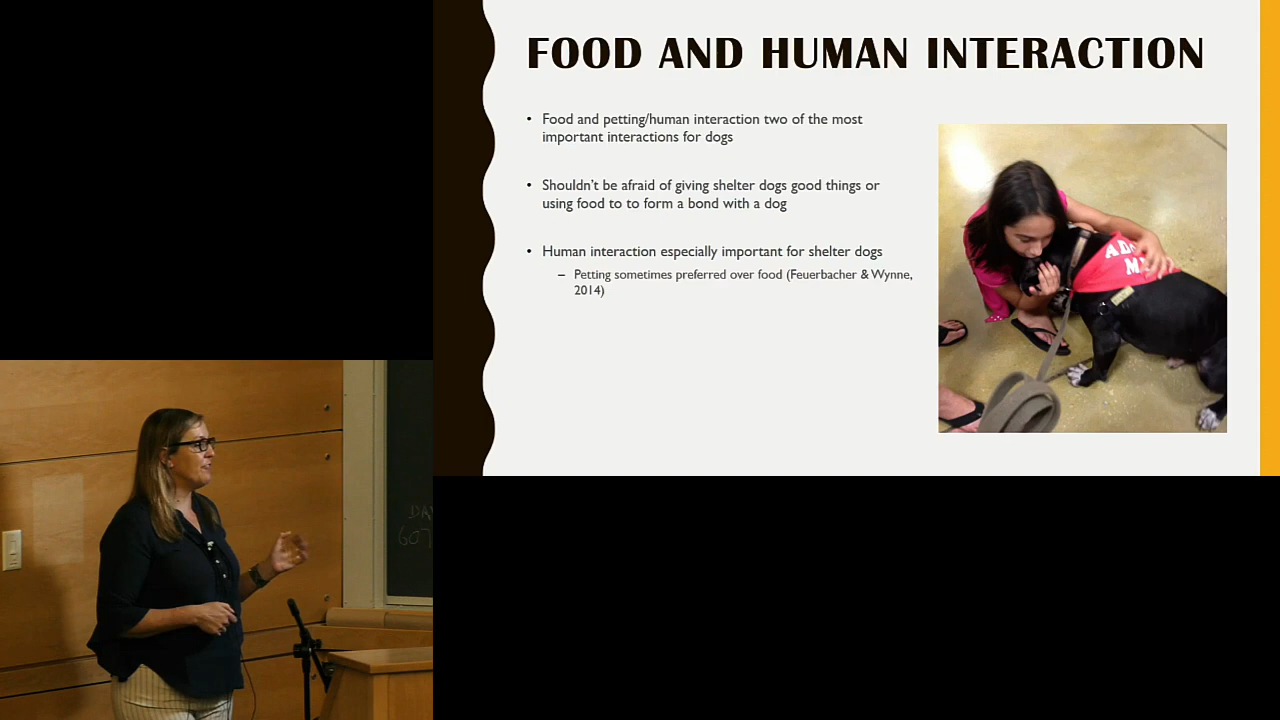 FOOD AND HUMAN INTERACTION
• Food and petting/human interaction two of the most
important interactions for dogs
• Shouldn't be afraid of giving shelter dogs good things or
using food to to form a bond with a dog
• Human interaction especially important for shelter dogs
– Petting sometimes preferred over food (Feuerbacher & Wynne,
2014)